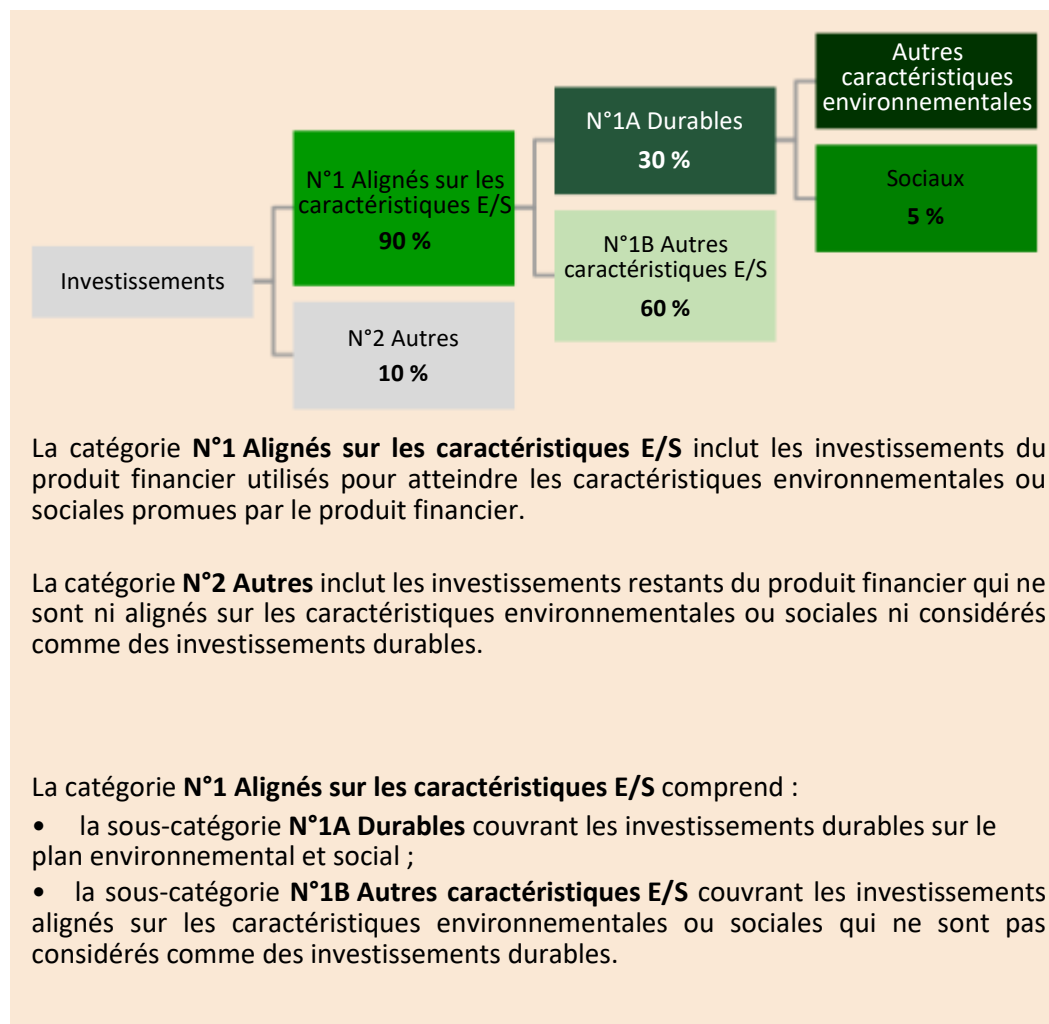 Autres
caractéristiques
environnementales
N°1A Durables
30 %
N°1 Alignés sur les
caractéristiques E/S
90 %
Sociaux
5 %
N°1B Autres
caractéristiques E/S
60 %
Investissements
N°2 Autres
10 %
La catégorie N°1 Alignés sur les caractéristiques E/S inclut les investissements du
produit financier utilisés pour atteindre les caractéristiques environnementales ou
sociales promues par le produit financier.
La catégorie N°2 Autres inclut les investissements restants du produit financier qui ne
sont ni alignés sur les caractéristiques environnementales ou sociales ni considérés
comme des investissements durables.
La catégorie N°1 Alignés sur les caractéristiques E/S comprend :
• la sous-catégorie N°1A Durables couvrant les investissements durables sur le
plan environnemental et social ;
• la sous-catégorie N°1B Autres caractéristiques E/S couvrant les investissements
alignés sur les caractéristiques environnementales ou sociales qui ne sont pas
considérés comme des investissements durables.